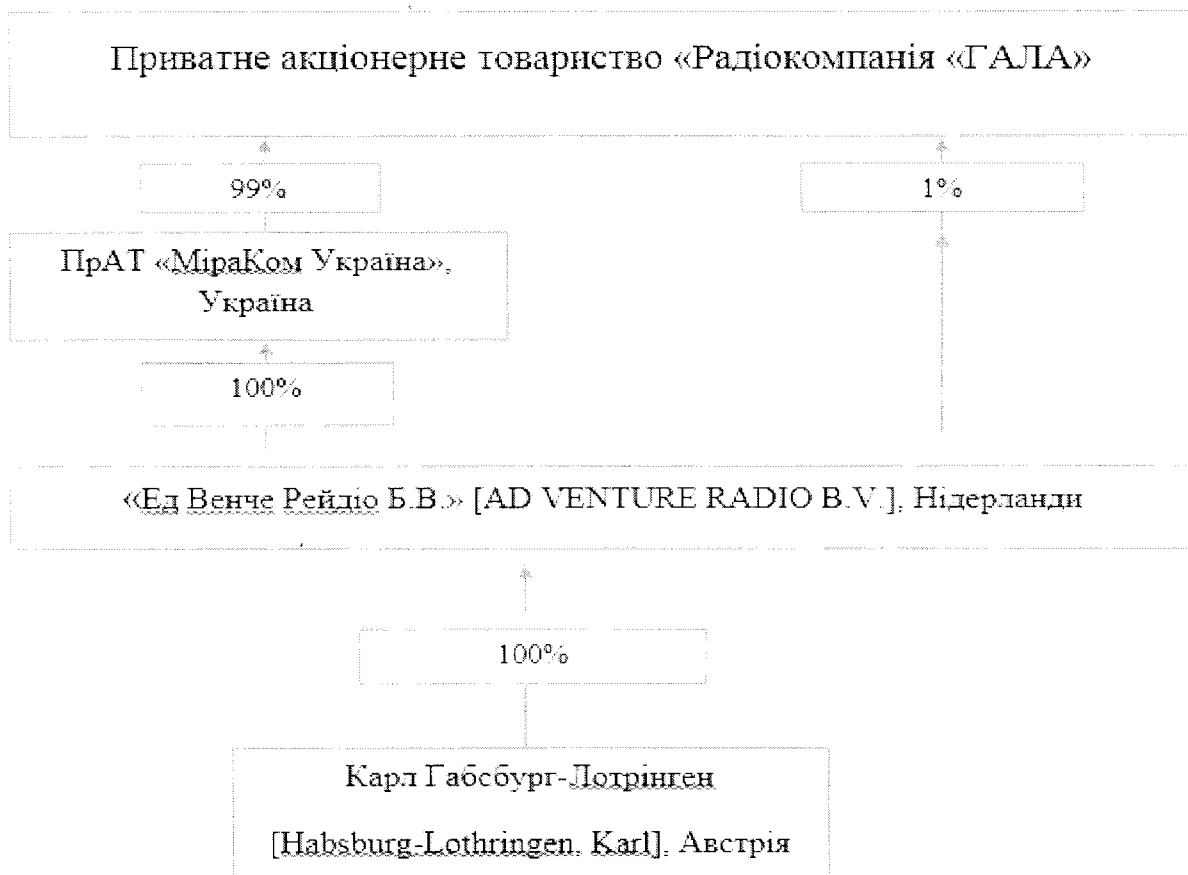 Приватне акціонерне товариство «Радіокомпанія «ГАЛА»
99%
1%
ПрАТ «МіраКом Україна»,
Україна
100%
«Ед Венче Рейдіо Б.В.» [AD VENTURE RADIO B.V.], Нідерланди
100%
Карл Габсбург-Лотрінген
[Habsburg-Lothringen, Karl], Австрія